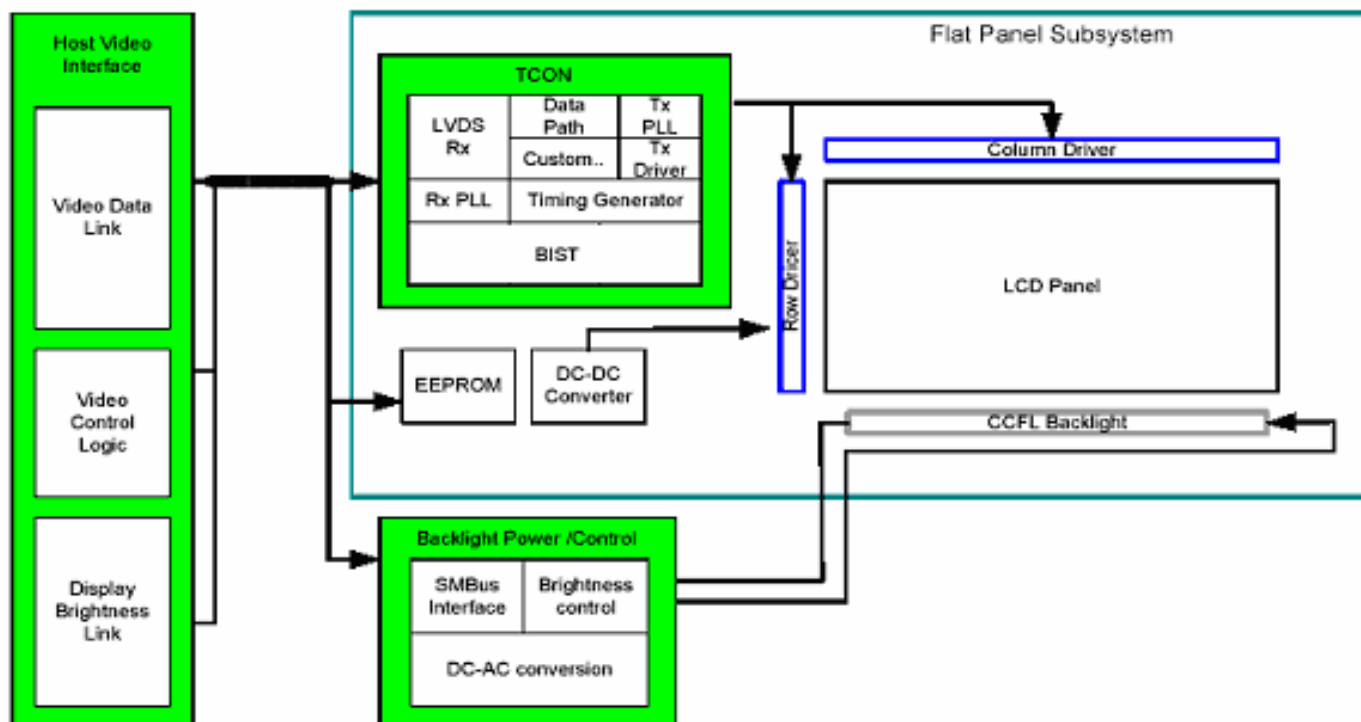 Host Video
Interface
Video Data
Link
Video
Control
Logic
Display
Brightness
Link
Flat Panel Subsystem
TCON
LVDS
Rx
Data
Path
Tx
PLL
Custom..
Tx
Driver
Rx PLL
Timing Generator
BIST
EEPROM
DC-DC
Converter
Row Dricer
Column Driver
LCD Panel
CCFL Backlight
Backlight Power /Control
SMBus
Interface
Brightness
control
DC-AC conversion